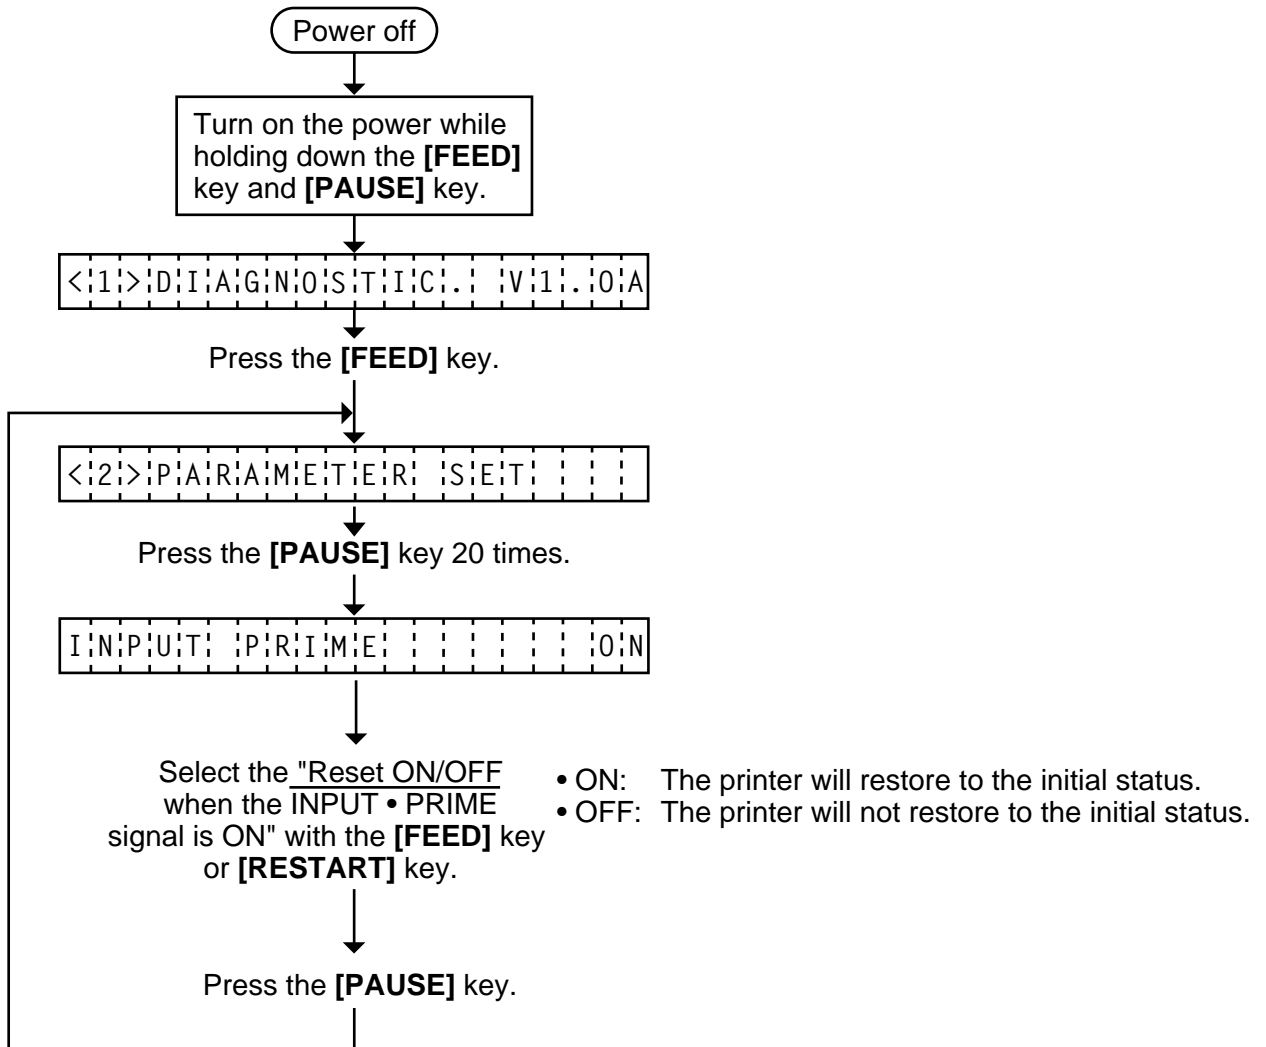 Power off
Turn on the power while
holding down the [FEED]
key and [PAUSE] key.
<1>DIAGNOSTIC. V1.0A
Press the [FEED] key.
<2>PARAMETER SET
Press the [PAUSE] key 20 times.
INPUT PRIME ON
Select the "Reset ON/OFF
when the INPUT • PRIME
signal is ON" with the [FEED] key
or [RESTART] key.
• ON: The printer will restore to the initial status.
• OFF: The printer will not restore to the initial status.
Press the [PAUSE] key.